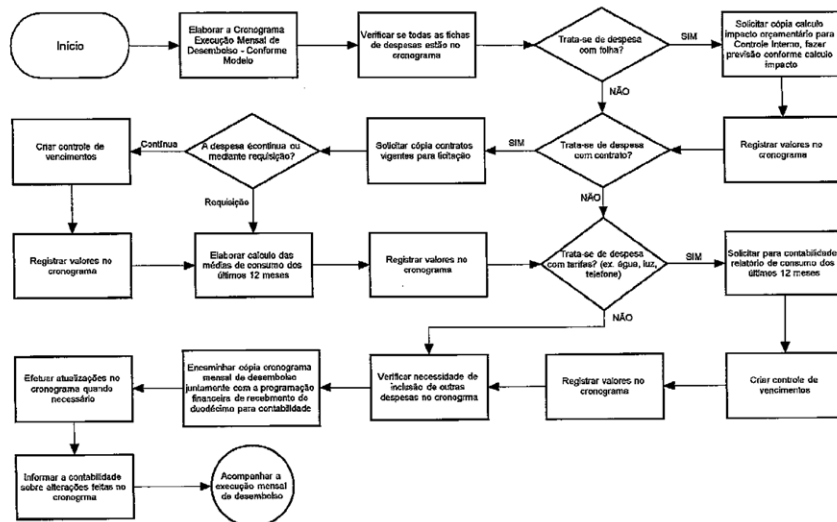 Início
Elaborar a Cronograma
Execução Mensal de
Desembolso - Conforme
Modelo
Verificar se todas as fichas
de despesas estão no
cronograma
Trata-se de despesa
com folha?
SIM
Solicitar cópia calculo
impacto orçamentário para
Controle Interno, fazer
previsão conforme calculo
impacto
NÃO
Criar controle de
vencimentos
Contínua
A despesa écontínua ou
mediante requisição?
Solicitar cópia contratos
vigentes para licitação
SIM
Trata-se de despesa
com contrato?
Registrar valores no
cronograma
Requisição
NÃO
Registrar valores no
cronograma
Elaborar calculo das
médias de consumo dos
últimos 12 meses
Registrar valores no
cronograma
Trata-se de despesa
com tarifas? (ex. água, luz,
telefone)
SIM
Solicitar para contabilidade
relatório de consumo dos
últimos 12 meses
NÃO
Efetuar atualizações no
cronograma quando
necessário
Encaminhar cópia cronograma
mensal de desembolso
juntamente com a programação
financeira de recebmento do
duodécimo para contabilidade
Verificar necessidade de
inclusão de outras
despesas no cronogrma
Registrar valores no
cronograma
Criar controle de
vencimentos
Informar a contabilidade
sobre alterações feitas no
cronogrma
Acompanhar a
execução mensal
de desembolso